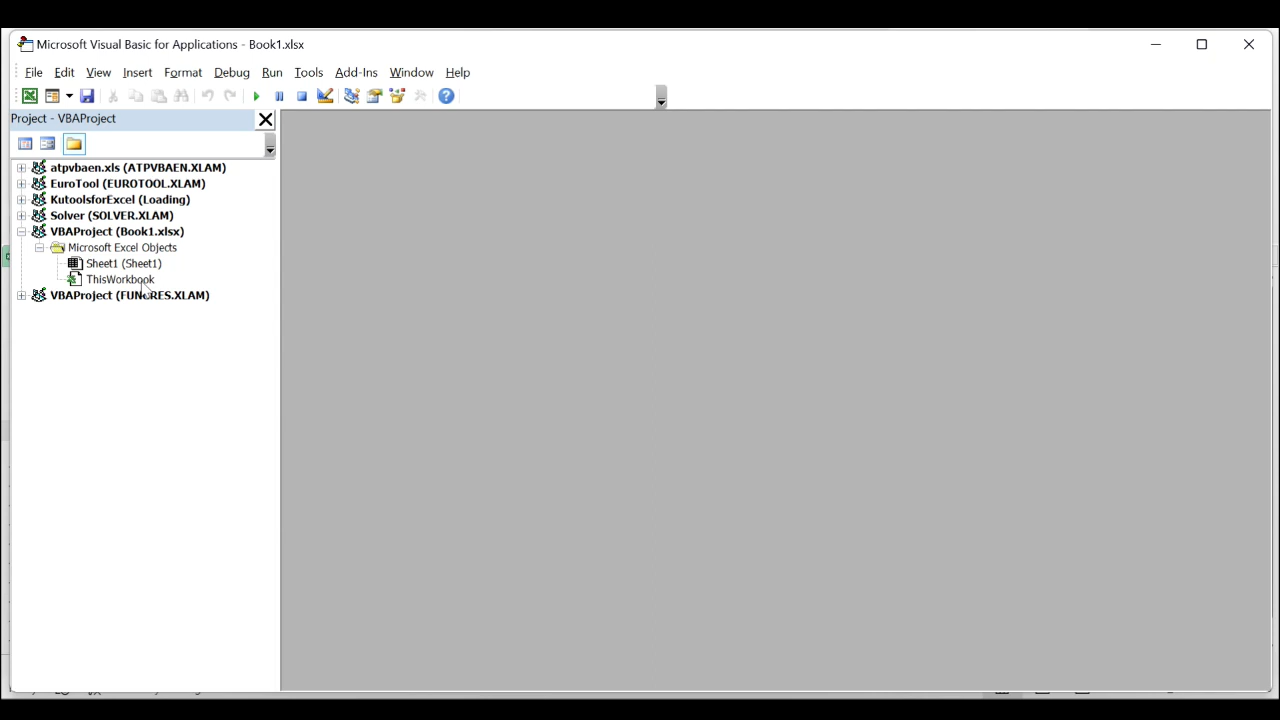 Microsoft Visual Basic for Applications - Book1.xlsx
File Edit View Insert Format Debug Run Tools Add-Ins Window Help
Project - VBAProject
atpvbaen.xls (ATPVBAEN.XLAM)
EuroTool (EUROTOOL.XLAM)
KutoolsforExcel (Loading)
Solver (SOLVER.XLAM)
VBAProject (Book1.xlsx)
Microsoft Excel Objects
Sheet1 (Sheet1)
ThisWorkbook
VBAProject (FUNCRES.XLAM)